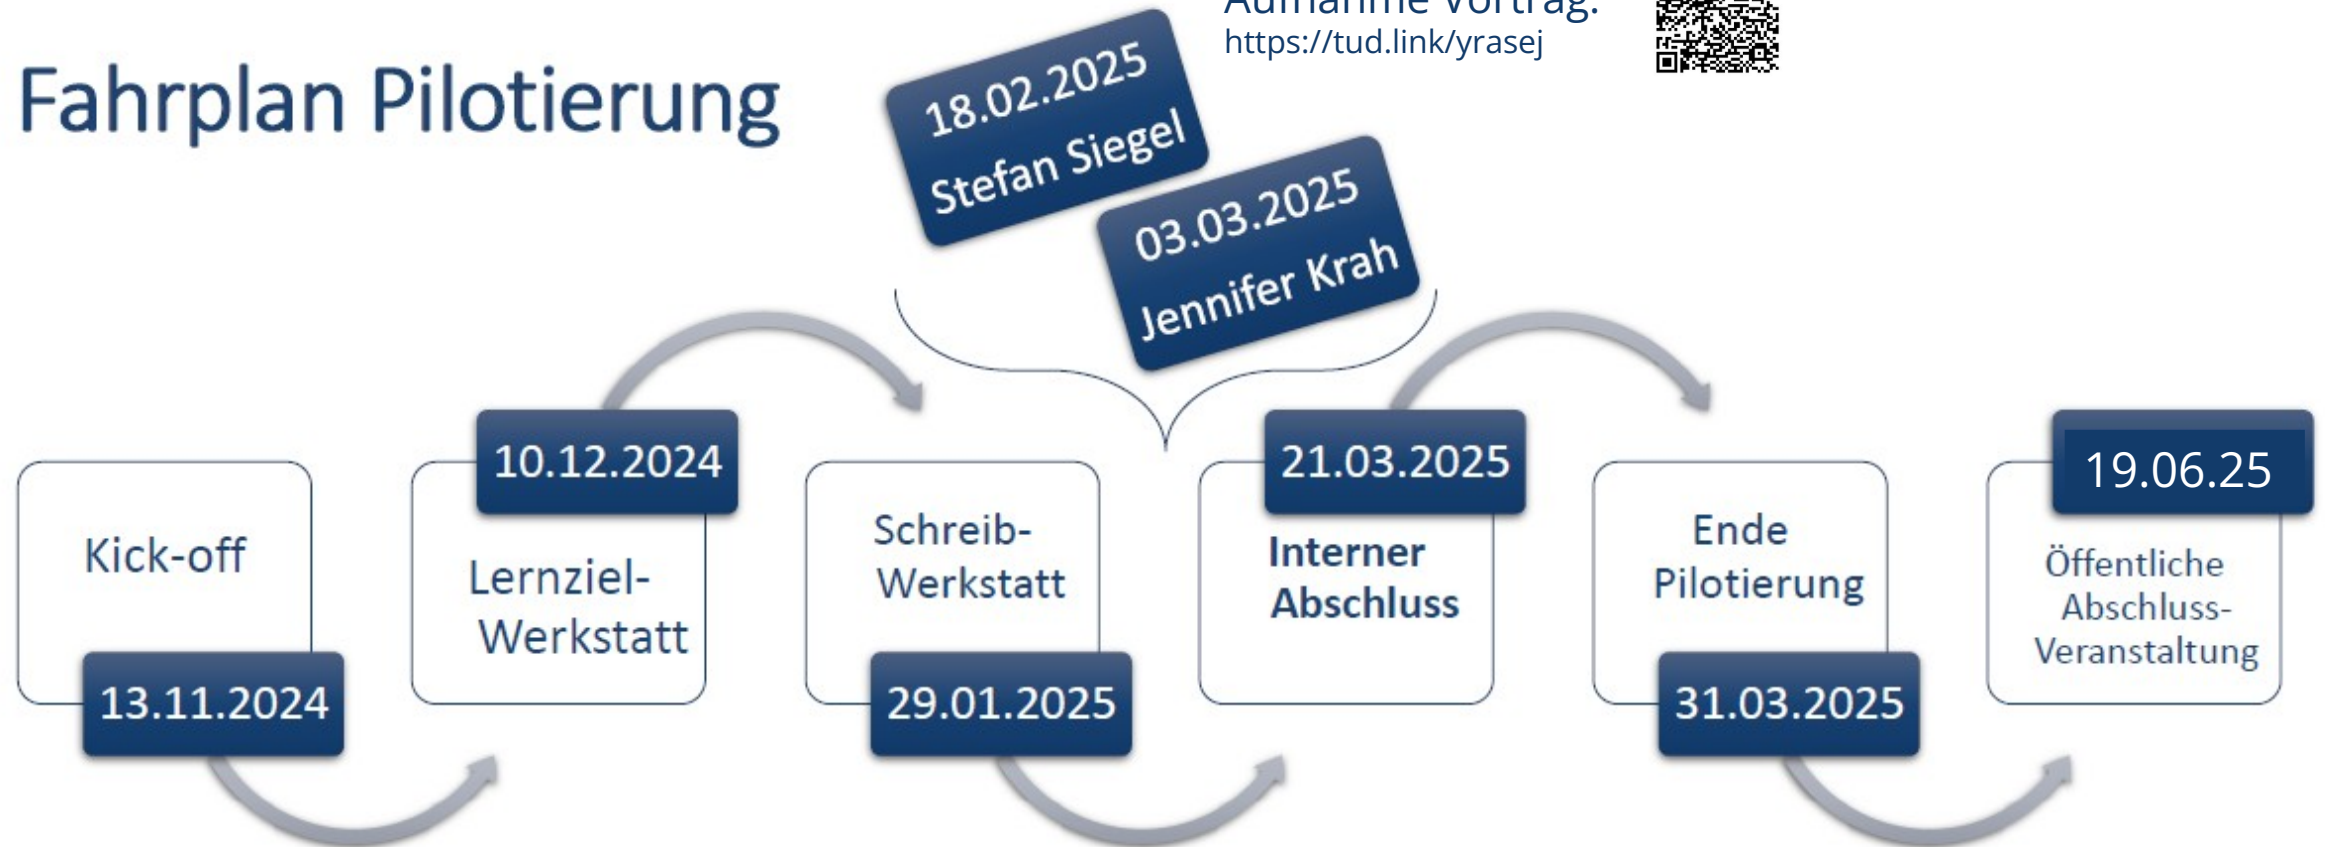 Aufnahme Vortrag:
https://tud.link/yrasej
Fahrplan Pilotierung
18.02.2025
Stefan Siegel
03.03.2025
Jennifer Krah
Kick-off
13.11.2024
10.12.2024
Lernziel-
Werkstatt
Schreib-
Werkstatt
29.01.2025
21.03.2025
Interner
Abschluss
Ende
Pilotierung
31.03.2025
19.06.25
Öffentliche
Abschluss-
Veranstaltung